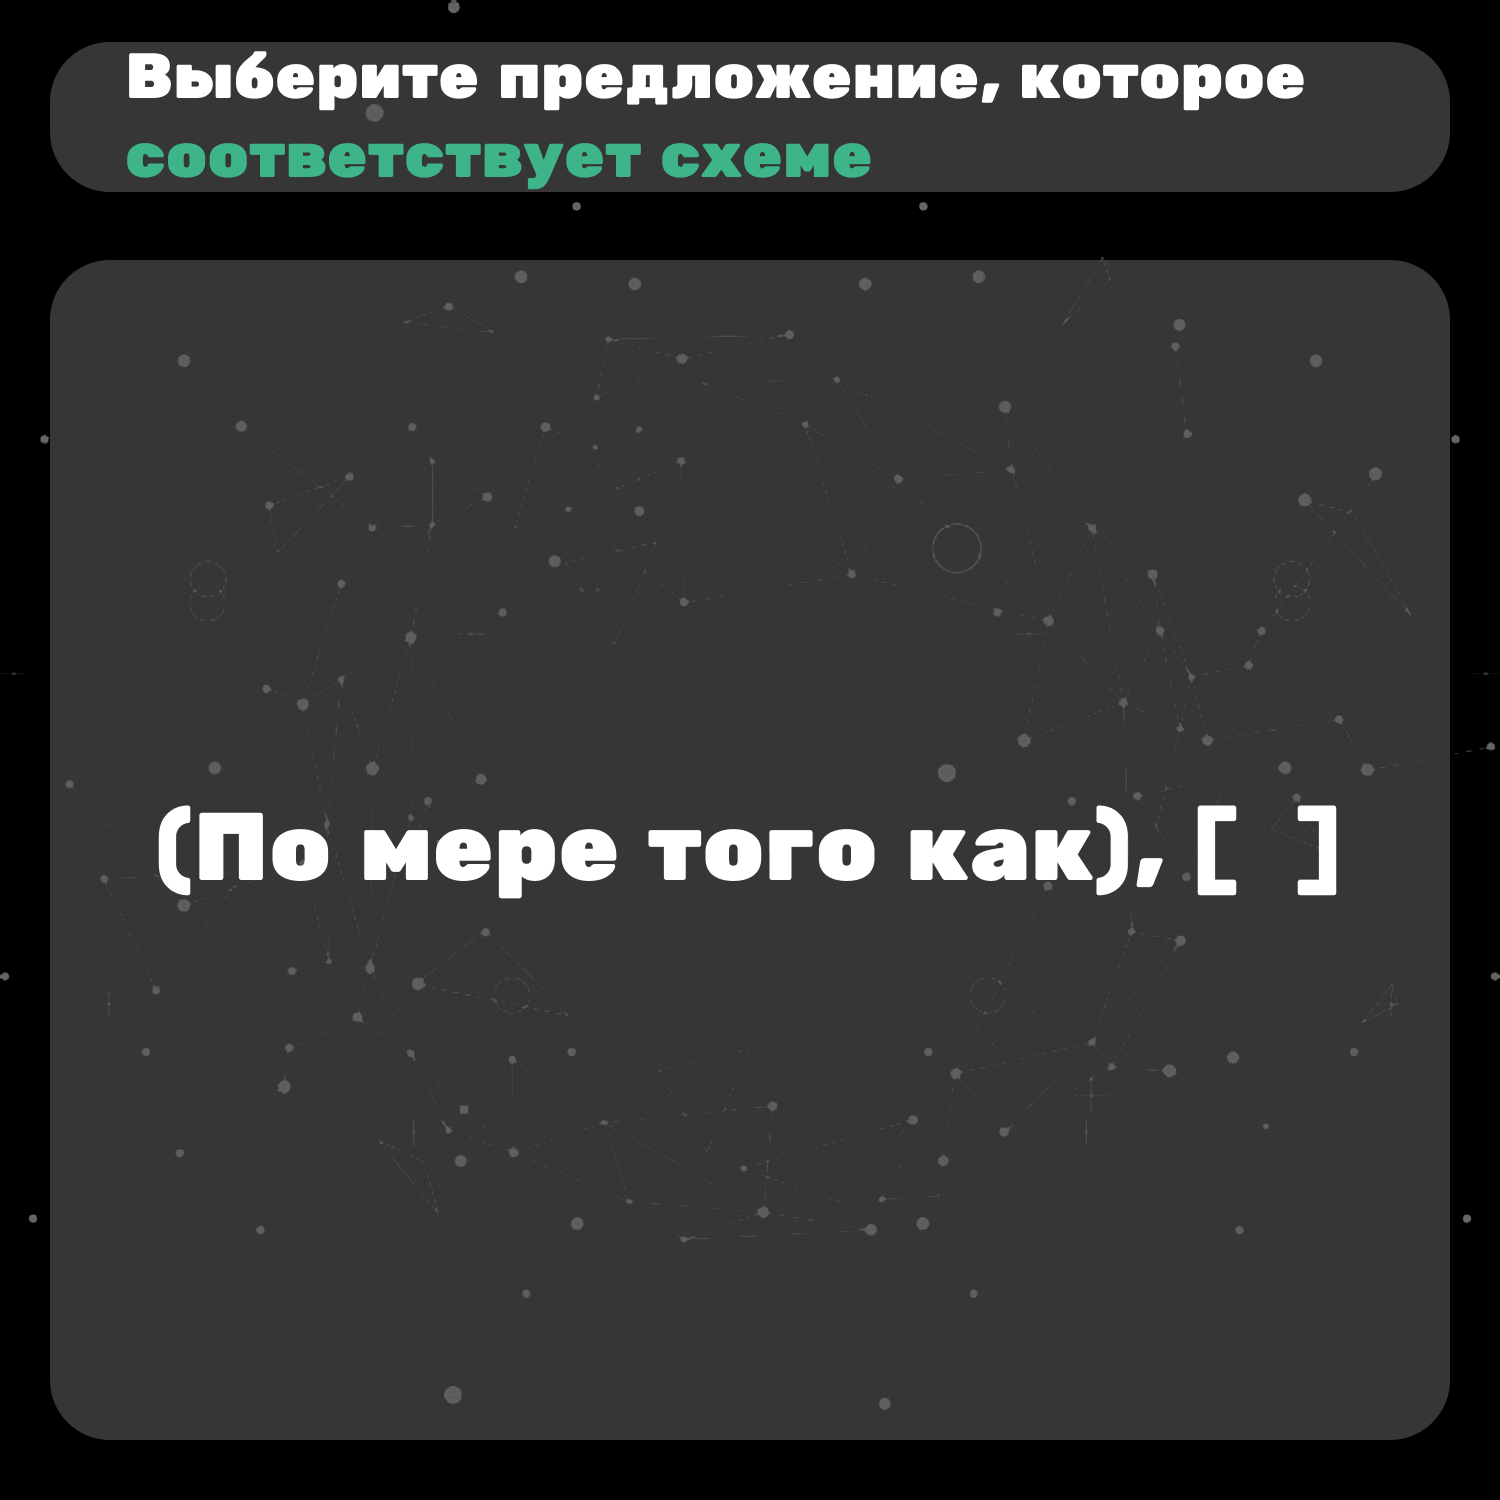 Выберите предложение, которое
соответствует схеме
(По мере того как), [ ]